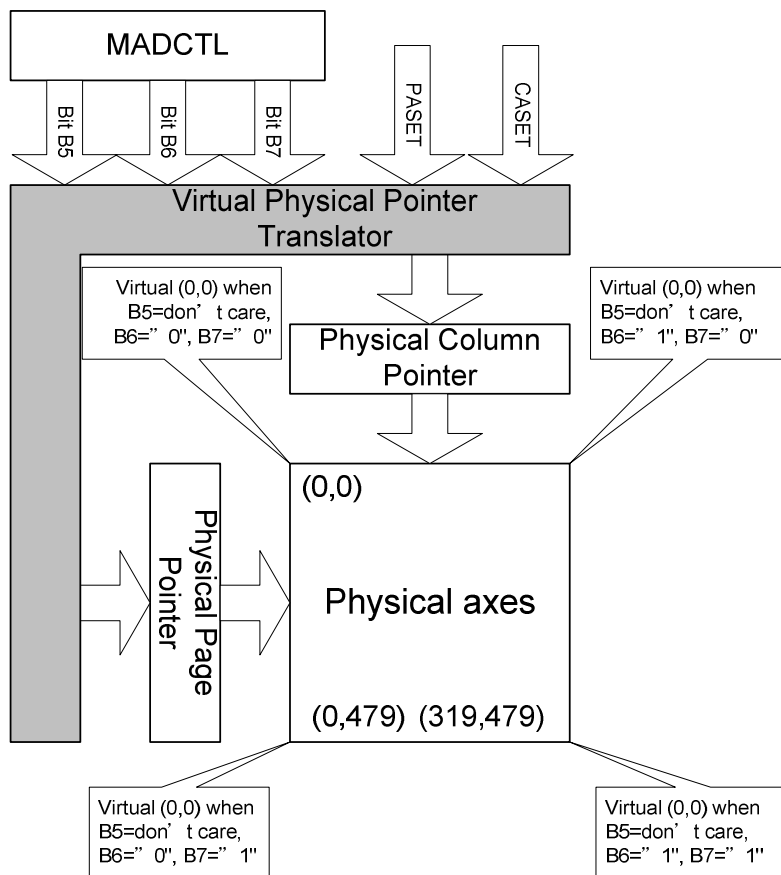 MADCTL
Bit B5
Bit B6
Bit B7
PASET
CASET
Virtual Physical Pointer
Translator
Virtual (0,0) when
B5=don’ t care,
B6=” 0", B7=” 0"
Physical Column
Pointer
Virtual (0,0) when
B5=don’ t care,
B6=” 1", B7=” 0"
(0,0)
Physical Page
Pointer
Physical axes
(0,479) (319,479)
Virtual (0,0) when
B5=don’ t care,
B6=” 0", B7=” 1"
Virtual (0,0) when
B5=don’ t care,
B6=” 1", B7=” 1"